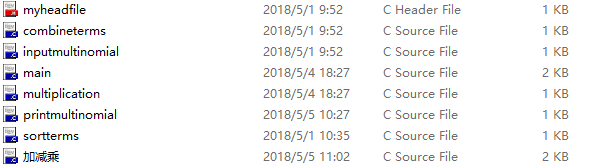 myheadfile 2018/5/1 9:52 C Header File 1 KB
combineterms 2018/5/1 9:52 C Source File 1 KB
inputmultinomial 2018/5/1 9:52 C Source File 1 KB
main 2018/5/4 18:27 C Source File 2 KB
multiplication 2018/5/4 18:27 C Source File 1 KB
printmultinomial 2018/5/5 10:27 C Source File 1 KB
sortterms 2018/5/1 10:35 C Source File 1 KB
加减乘 2018/5/5 11:02 C Source File 2 KB